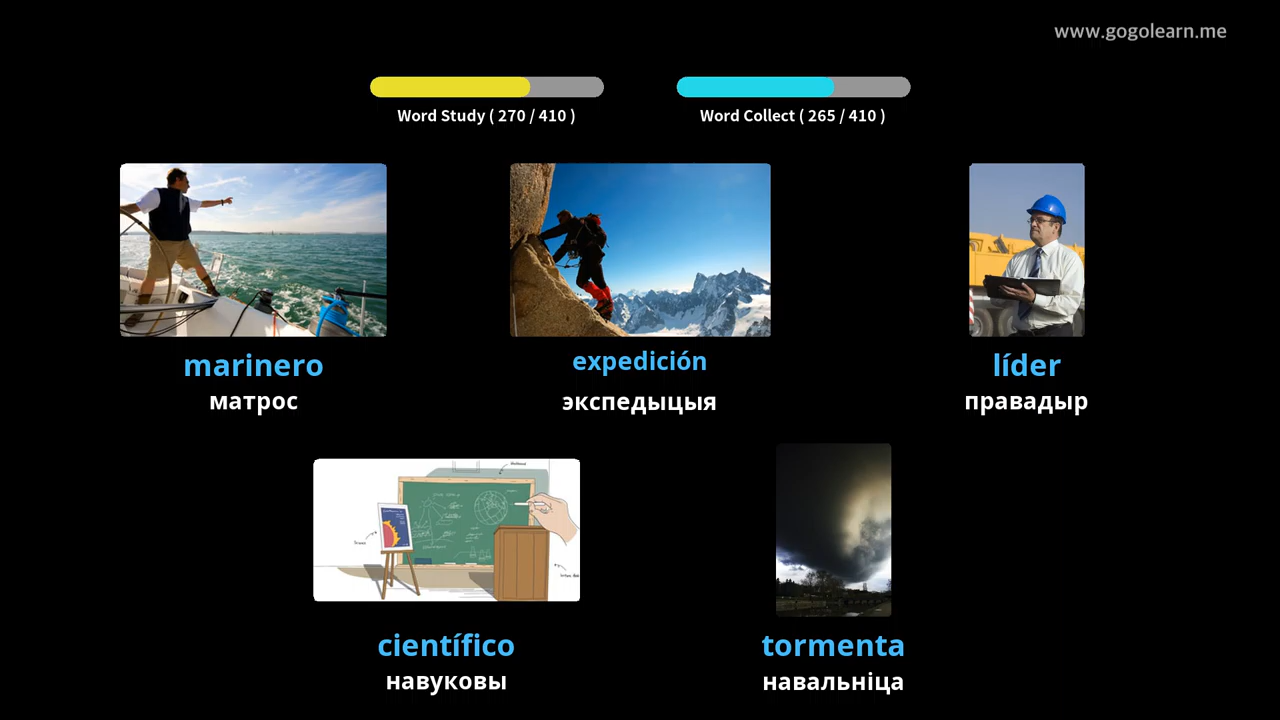 www.gogolearn.me
Word Study ( 270 / 410 )
Word Collect ( 265 / 410 )
marinero
матрос
expedición
экспедыцыя
líder
правадыр
científico
навуковы
tormenta
навальніца